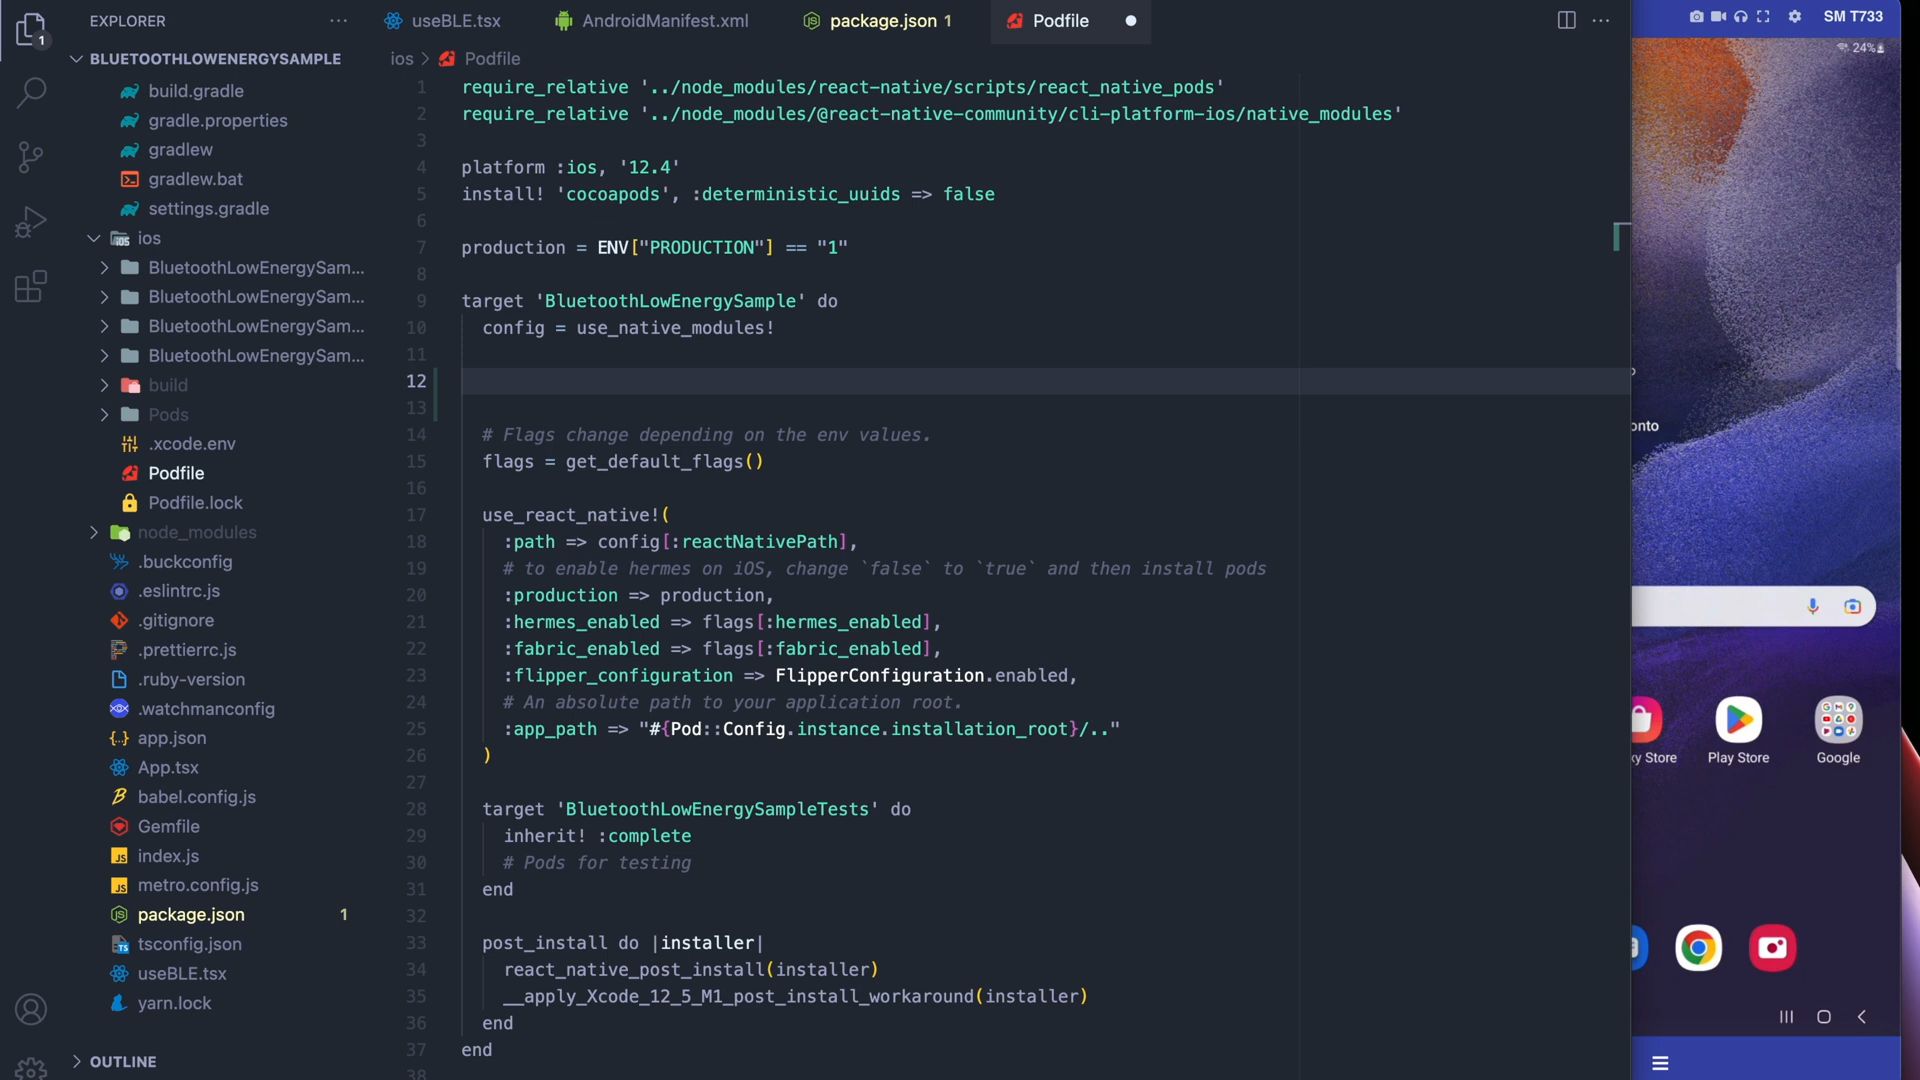 EXPLORER
useBLE.tsx
AndroidManifest.xml
package.json 1
Podfile
SM T733
24%
1
BLUETOOTHLOWENERGYSAMPLE
build.gradle
gradle.properties
gradlew
gradlew.bat
settings.gradle
ios
BluetoothLowEnergySam...
BluetoothLowEnergySam...
BluetoothLowEnergySam...
BluetoothLowEnergySam...
build
Pods
.xcode.env
Podfile
Podfile.lock
node_modules
.buckconfig
.eslintrc.js
.gitignore
.prettierrc.js
.ruby-version
.watchmanconfig
app.json
App.tsx
babel.config.js
Gemfile
index.js
metro.config.js
package.json 1
tsconfig.json
useBLE.tsx
yarn.lock
OUTLINE
ios > Podfile
1 require_relative '../node_modules/react-native/scripts/react_native_pods'
2 require_relative '../node_modules/@react-native-community/cli-platform-ios/native_modules'
3
4 platform :ios, '12.4'
5 install! 'cocoapods', :deterministic_uuids => false
6
7 production = ENV["PRODUCTION"] == "1"
8
9 target 'BluetoothLowEnergySample' do
10 config = use_native_modules!
11
12
13
14 # Flags change depending on the env values.
15 flags = get_default_flags()
16
17 use_react_native!(
18 :path => config[:reactNativePath],
19 # to enable hermes on iOS, change `false` to `true` and then install pods
20 :production => production,
21 :hermes_enabled => flags[:hermes_enabled],
22 :fabric_enabled => flags[:fabric_enabled],
23 :flipper_configuration => FlipperConfiguration.enabled,
24 # An absolute path to your application root.
25 :app_path => "#{Pod::Config.instance.installation_root}/.."
26 )
27
28 target 'BluetoothLowEnergySampleTests' do
29 inherit! :complete
30 # Pods for testing
31 end
32
33 post_install do |installer|
34 react_native_post_install(installer)
35 __apply_Xcode_12_5_M1_post_install_workaround(installer)
36 end
37 end
38
onto
xy Store
Play Store
Google